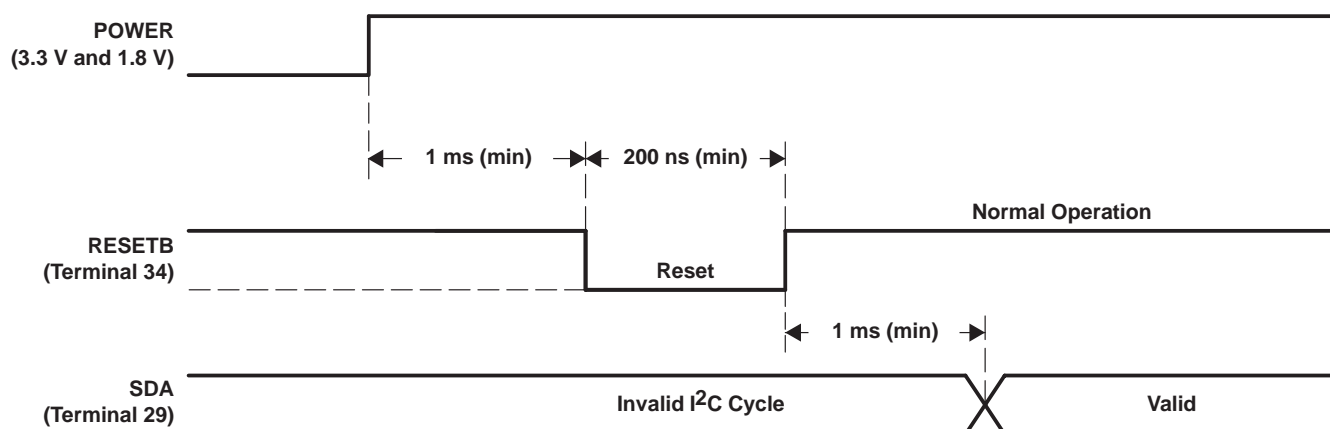 POWER
(3.3 V and 1.8 V)
1 ms (min)
200 ns (min)
Normal Operation
RESETB
(Terminal 34)
Reset
1 ms (min)
SDA
(Terminal 29)
Invalid I²C Cycle
Valid